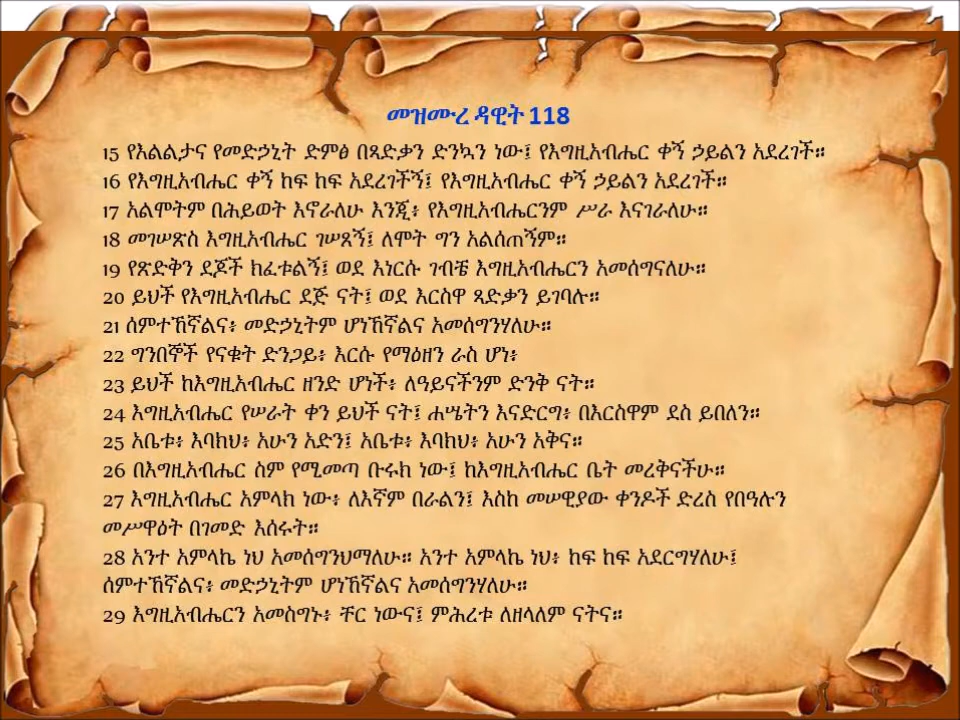 መዝሙረ ዳዊት 118
15 የእልልታና የመድኃኒት ድምፅ በጻድቃን ድንኳን ነው፤ የእግዚአብሔር ቀኝ ኃይልን አደረገች።
16 የእግዚአብሔር ቀኝ ከፍ ከፍ አደረገችኝ፤ የእግዚአብሔር ቀኝ ኃይልን አደረገች።
17 አልሞትም በሕይወት እኖራለሁ እንጂ፥ የእግዚአብሔርንም ሥራ እናገራለሁ።
18 መገሠጽስ እግዚአብሔር ገሠጸኝ፤ ለሞት ግን አልሰጠኝም።
19 የጽድቅን ደጆች ክፈቱልኝ፤ ወደ እነርሱ ገብቼ እግዚአብሔርን አመሰግናለሁ።
20 ይህች የእግዚአብሔር ደጅ ናት፤ ወደ እርስዋ ጻድቃን ይገባሉ።
21 ሰምተኸኛልና፥ መድኃኒትም ሆነኸኛልና አመሰግንሃለሁ።
22 ግንበኞች የናቁት ድንጋይ፥ እርሱ የማዕዘን ራስ ሆነ፥
23 ይህች ከእግዚአብሔር ዘንድ ሆነች፥ ለዓይናችንም ድንቅ ናት።
24 እግዚአብሔር የሠራት ቀን ይህች ናት፤ ሐሤትን እናድርግ፥ በእርስዋም ደስ ይበለን።
25 አቤቱ፥ እባክህ፥ አሁን አድን፤ አቤቱ፥ እባክህ፥ አሁን አቅና።
26 በእግዚአብሔር ስም የሚመጣ ቡሩክ ነው፤ ከእግዚአብሔር ቤት መረቅናችሁ።
27 እግዚአብሔር አምላክ ነው፥ ለእኛም በራልን፤ እስከ መሠዊያው ቀንዶች ድረስ የበዓሉን
መሥዋዕት በገመድ እሰሩት።
28 አንተ አምላኬ ነህ አመሰግንህማለሁ። አንተ አምላኬ ነህ፥ ከፍ ከፍ አደርግሃለሁ፤
ሰምተኸኛልና፥ መድኃኒትም ሆነኸኛልና አመሰግንሃለሁ።
29 እግዚአብሔርን አመስግኑ፥ ቸር ነውና፤ ምሕረቱ ለዘላለም ናትና።